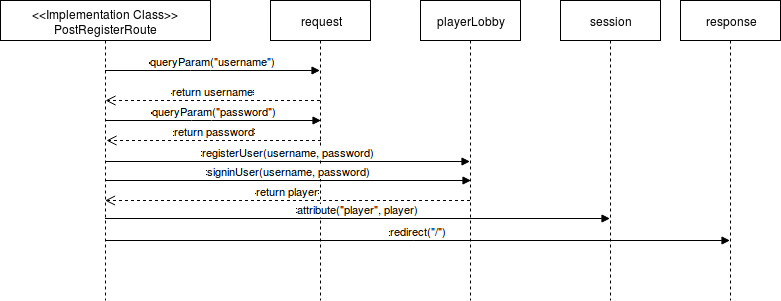 <<Implementation Class>>
PostRegisterRoute
request
playerLobby
session
response
:queryParam("username")
:return username:
:queryParam("password")
:return password:
:registerUser(username, password)
:signinUser(username, password)
:return player:
:attribute("player", player)
:redirect("/")